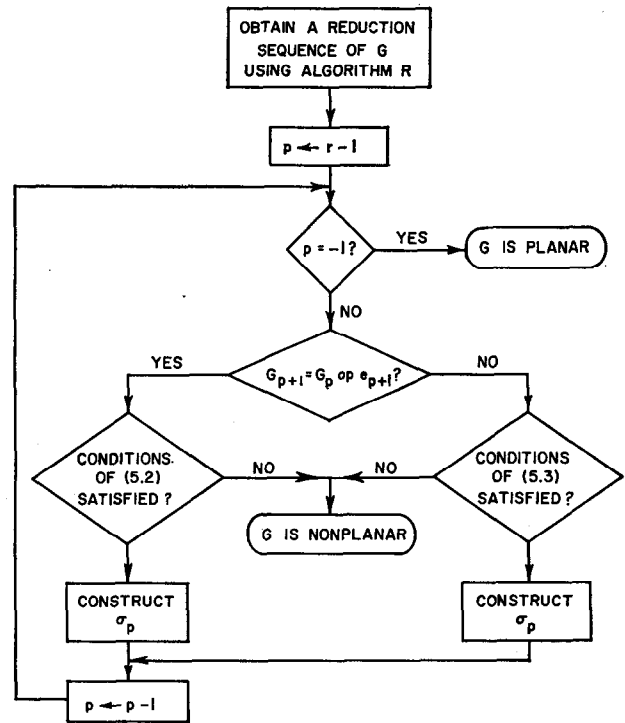 OBTAIN A REDUCTION
SEQUENCE OF G
USING ALGORITHM R
p ← r-1
p = -1?
YES
G IS PLANAR
NO
YES
G_{p+1} = G_p op e_{p+1}?
NO
CONDITIONS.
OF (5.2)
SATISFIED?
NO
NO
CONDITIONS
OF (5.3)
SATISFIED?
G IS NONPLANAR
CONSTRUCT
σ_p
CONSTRUCT
σ_p
p ← p-1